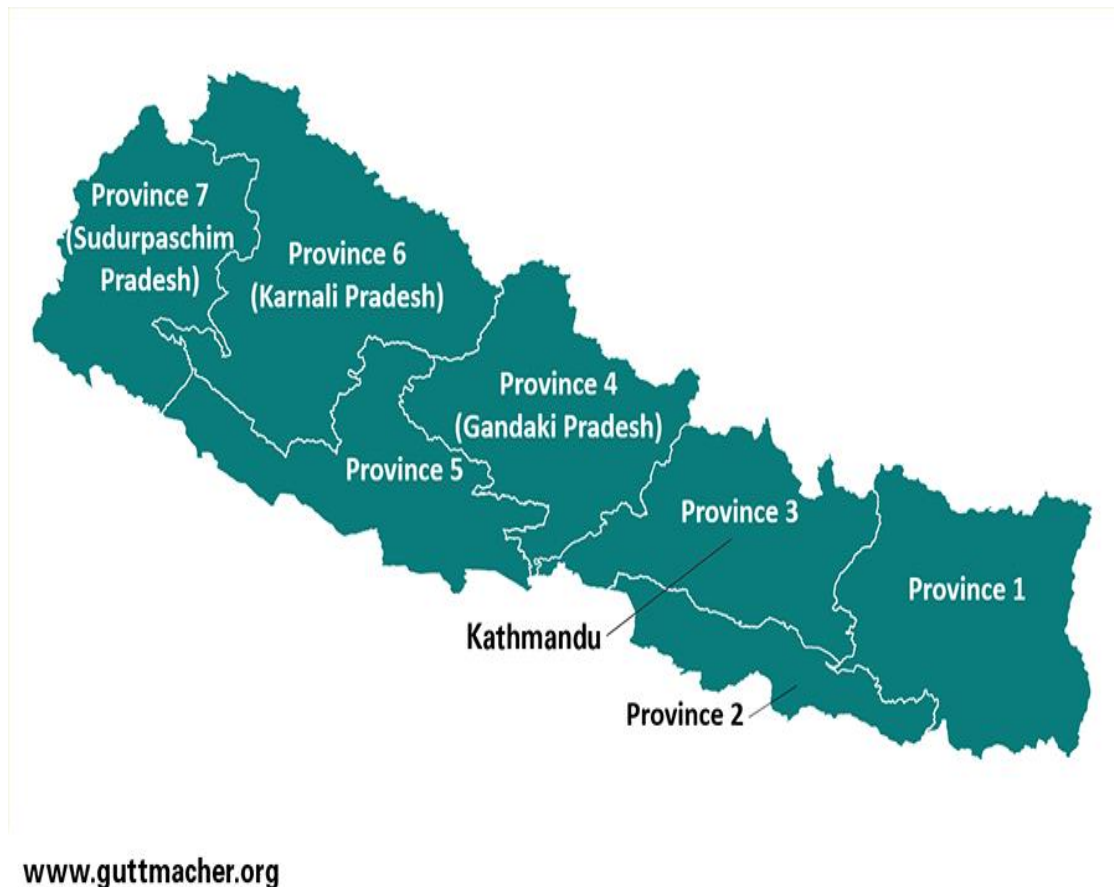 Province 7
(Sudurpaschim
Pradesh)
Province 6
(Karnali Pradesh)
Province 4
(Gandaki Pradesh)
Province 5
Province 3
Province 1
Kathmandu
Province 2
www.guttmacher.org